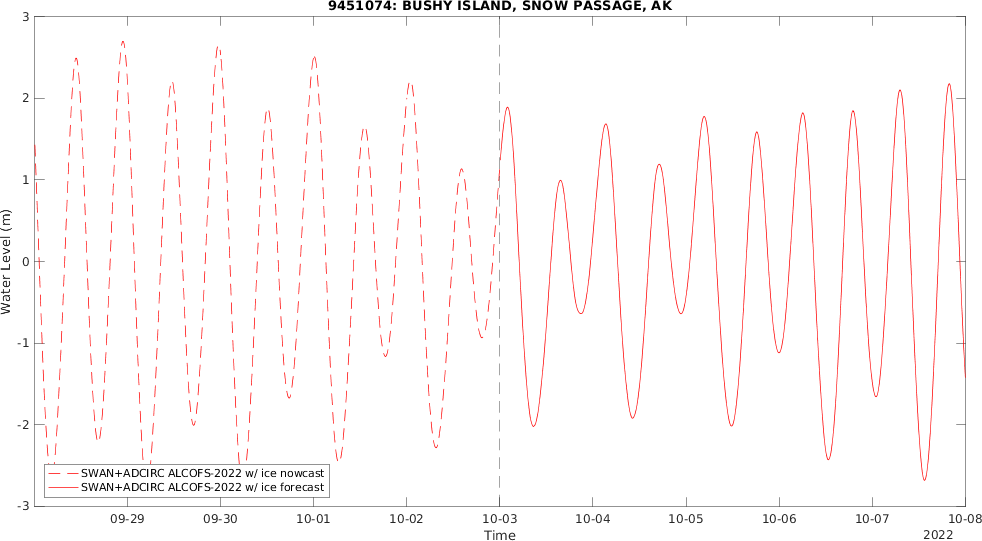 9451074: BUSHY ISLAND, SNOW PASSAGE, AK
3
2
1
0
-1
-2
-3
Water Level (m)
SWAN+ADCIRC ALCOFS-2022 w/ ice nowcast
SWAN+ADCIRC ALCOFS-2022 w/ ice forecast
09-29 09-30 10-01 10-02 10-03 10-04 10-05 10-06 10-07 10-08
Time
2022